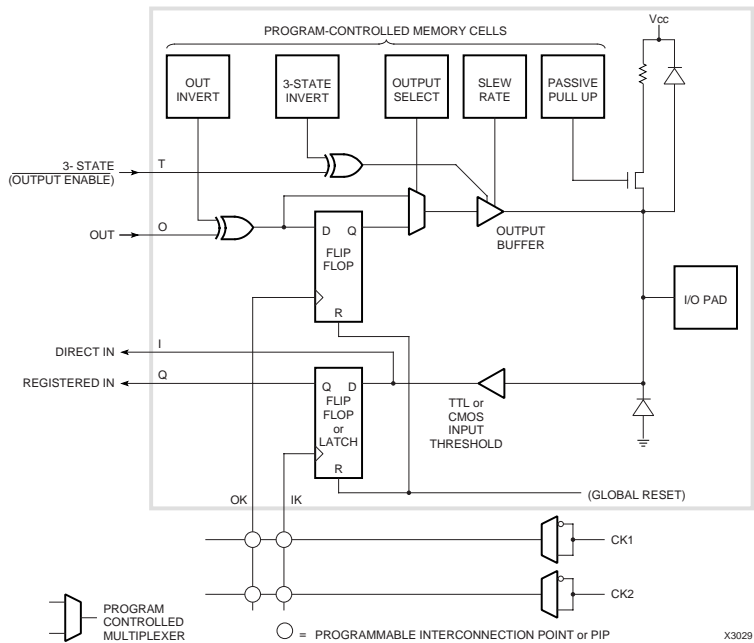 PROGRAM-CONTROLLED MEMORY CELLS
Vcc
OUT
INVERT
3-STATE
INVERT
OUTPUT
SELECT
SLEW
RATE
PASSIVE
PULL UP
3- STATE
(OUTPUT ENABLE)
T
OUT
O
D Q
FLIP
FLOP
R
OUTPUT
BUFFER
I/O PAD
DIRECT IN
I
REGISTERED IN
Q
Q D
FLIP
FLOP
or
LATCH
R
TTL or
CMOS
INPUT
THRESHOLD
OK
IK
(GLOBAL RESET)
CK1
CK2
PROGRAM
CONTROLLED
MULTIPLEXER
= PROGRAMMABLE INTERCONNECTION POINT or PIP
X3029